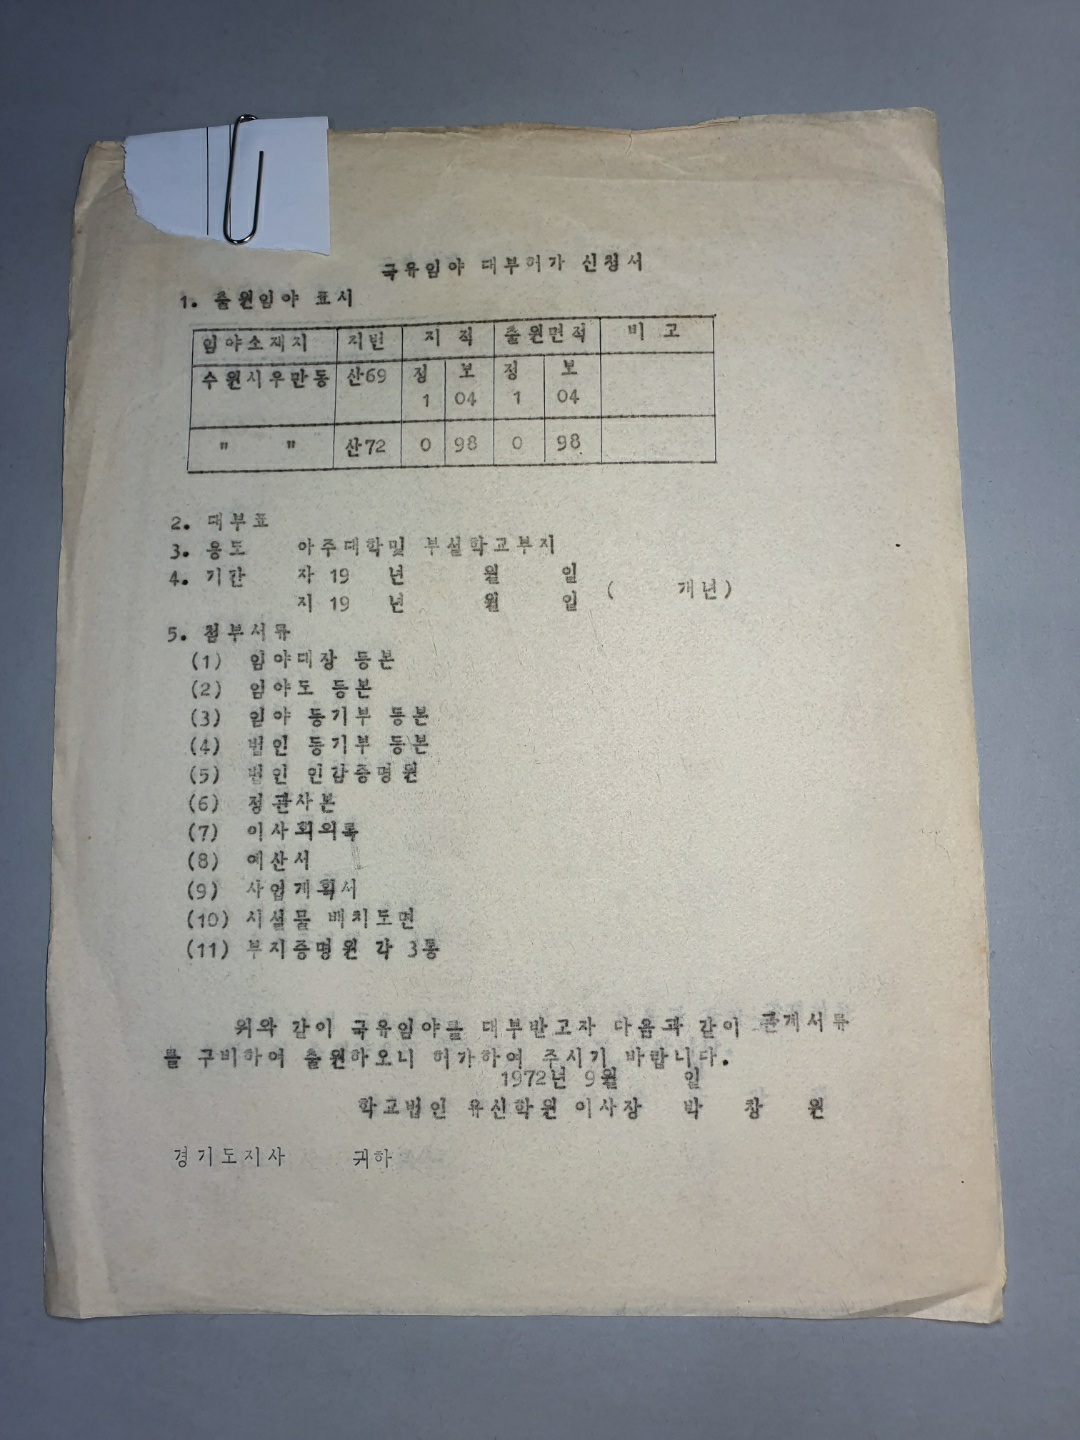 국유임야 대부허가 신청서
1. 출원임야 표시
임야소재지 지번 지적 출원면적 비고
수원시우만동 산69 정 보 정 보
1 04 1 04
" " 산72 0 98 0 98
2. 대부표
3. 용도 아주대학및 부설학교부지
4. 기간 자 19 년 월 일
지 19 년 월 일 ( 개년)
5. 첨부서류
(1) 임야대장 등본
(2) 임야도 등본
(3) 임야 등기부 등본
(4) 법인 등기부 등본
(5) 법인 인감증명원
(6) 정관사본
(7) 이사회의록
(8) 예산서
(9) 사업계획서
(10) 시설물 배치도면
(11) 부지증명원 각 3통
위와 같이 국유임야를 대부받고자 다음과 같이 관계서류
를 구비하여 출원하오니 허가하여 주시기 바랍니다.
1972년 9월 일
학교법인 유신학원 이사장 박 창 원
경기도지사 귀하